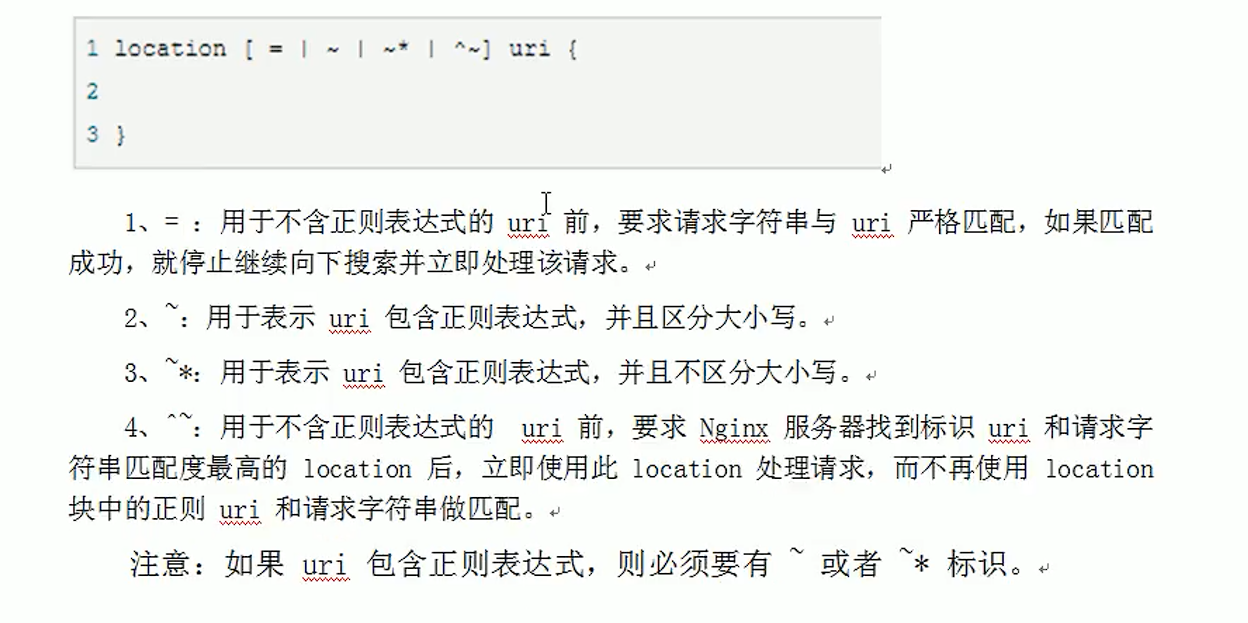 1 location [ = | ~ | ~* | ^~] uri {
2
3 }
1、= ：用于不含正则表达式的 uri 前，要求请求字符串与 uri 严格匹配，如果匹配
成功，就停止继续向下搜索并立即处理该请求。
2、~：用于表示 uri 包含正则表达式，并且区分大小写。
3、~*：用于表示 uri 包含正则表达式，并且不区分大小写。
4、^~：用于不含正则表达式的 uri 前，要求 Nginx 服务器找到标识 uri 和请求字
符串匹配度最高的 location 后，立即使用此 location 处理请求，而不再使用 location
块中的正则 uri 和请求字符串做匹配。
注意：如果 uri 包含正则表达式，则必须要有 ~ 或者 ~* 标识。